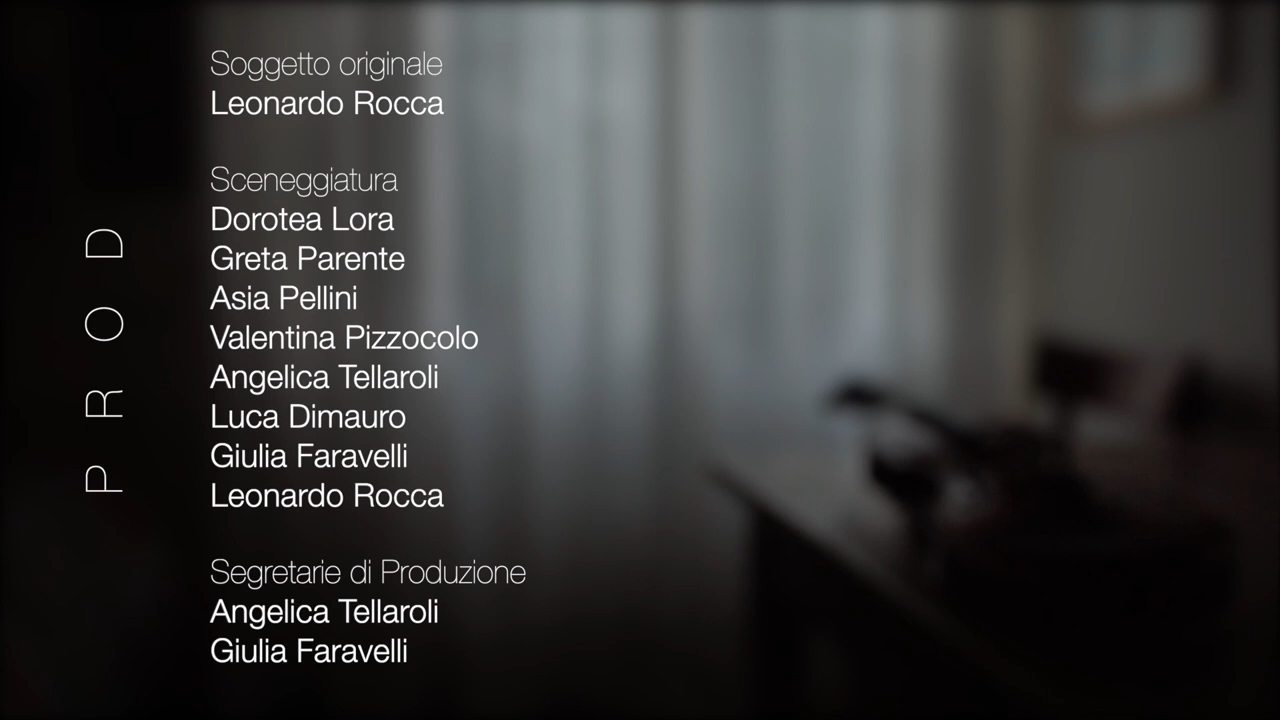 PROD
Soggetto originale
Leonardo Rocca
Sceneggiatura
Dorotea Lora
Greta Parente
Asia Pellini
Valentina Pizzocolo
Angelica Tellaroli
Luca Dimauro
Giulia Faravelli
Leonardo Rocca
Segretarie di Produzione
Angelica Tellaroli
Giulia Faravelli